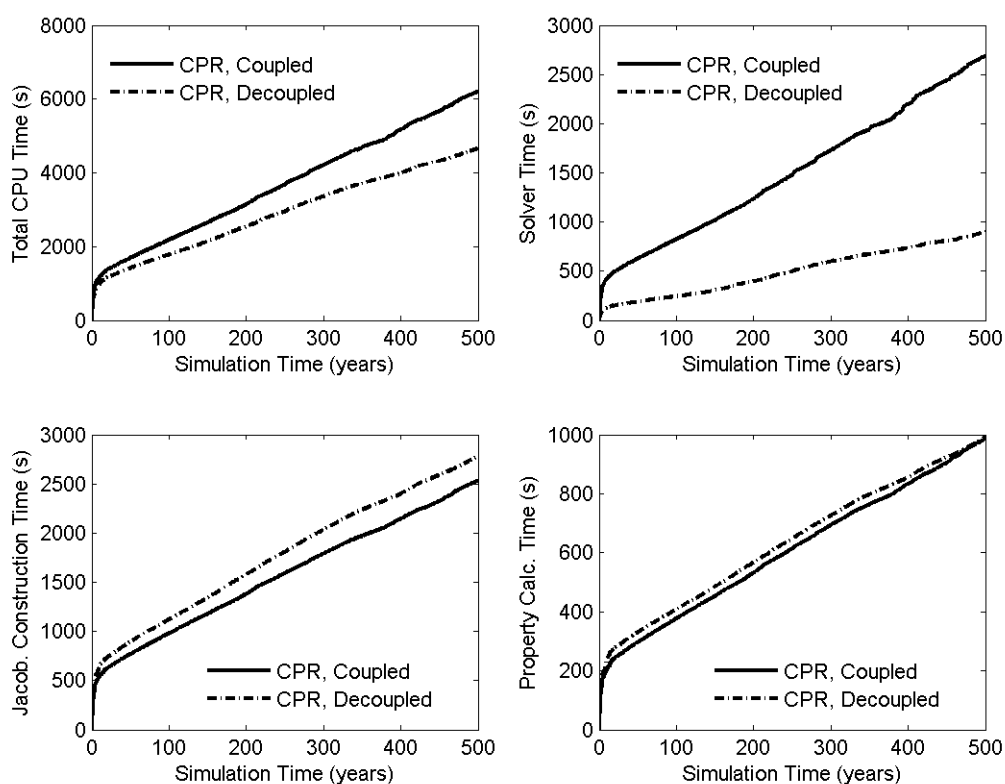 8000
6000
4000
2000
0
Total CPU Time (s)
CPR, Coupled
CPR, Decoupled
0 100 200 300 400 500
Simulation Time (years)
3000
2500
2000
1500
1000
500
0
Solver Time (s)
CPR, Coupled
CPR, Decoupled
0 100 200 300 400 500
Simulation Time (years)
3000
2500
2000
1500
1000
500
0
Jacob. Construction Time (s)
CPR, Coupled
CPR, Decoupled
0 100 200 300 400 500
Simulation Time (years)
1000
800
600
400
200
0
Property Calc. Time (s)
CPR, Coupled
CPR, Decoupled
0 100 200 300 400 500
Simulation Time (years)